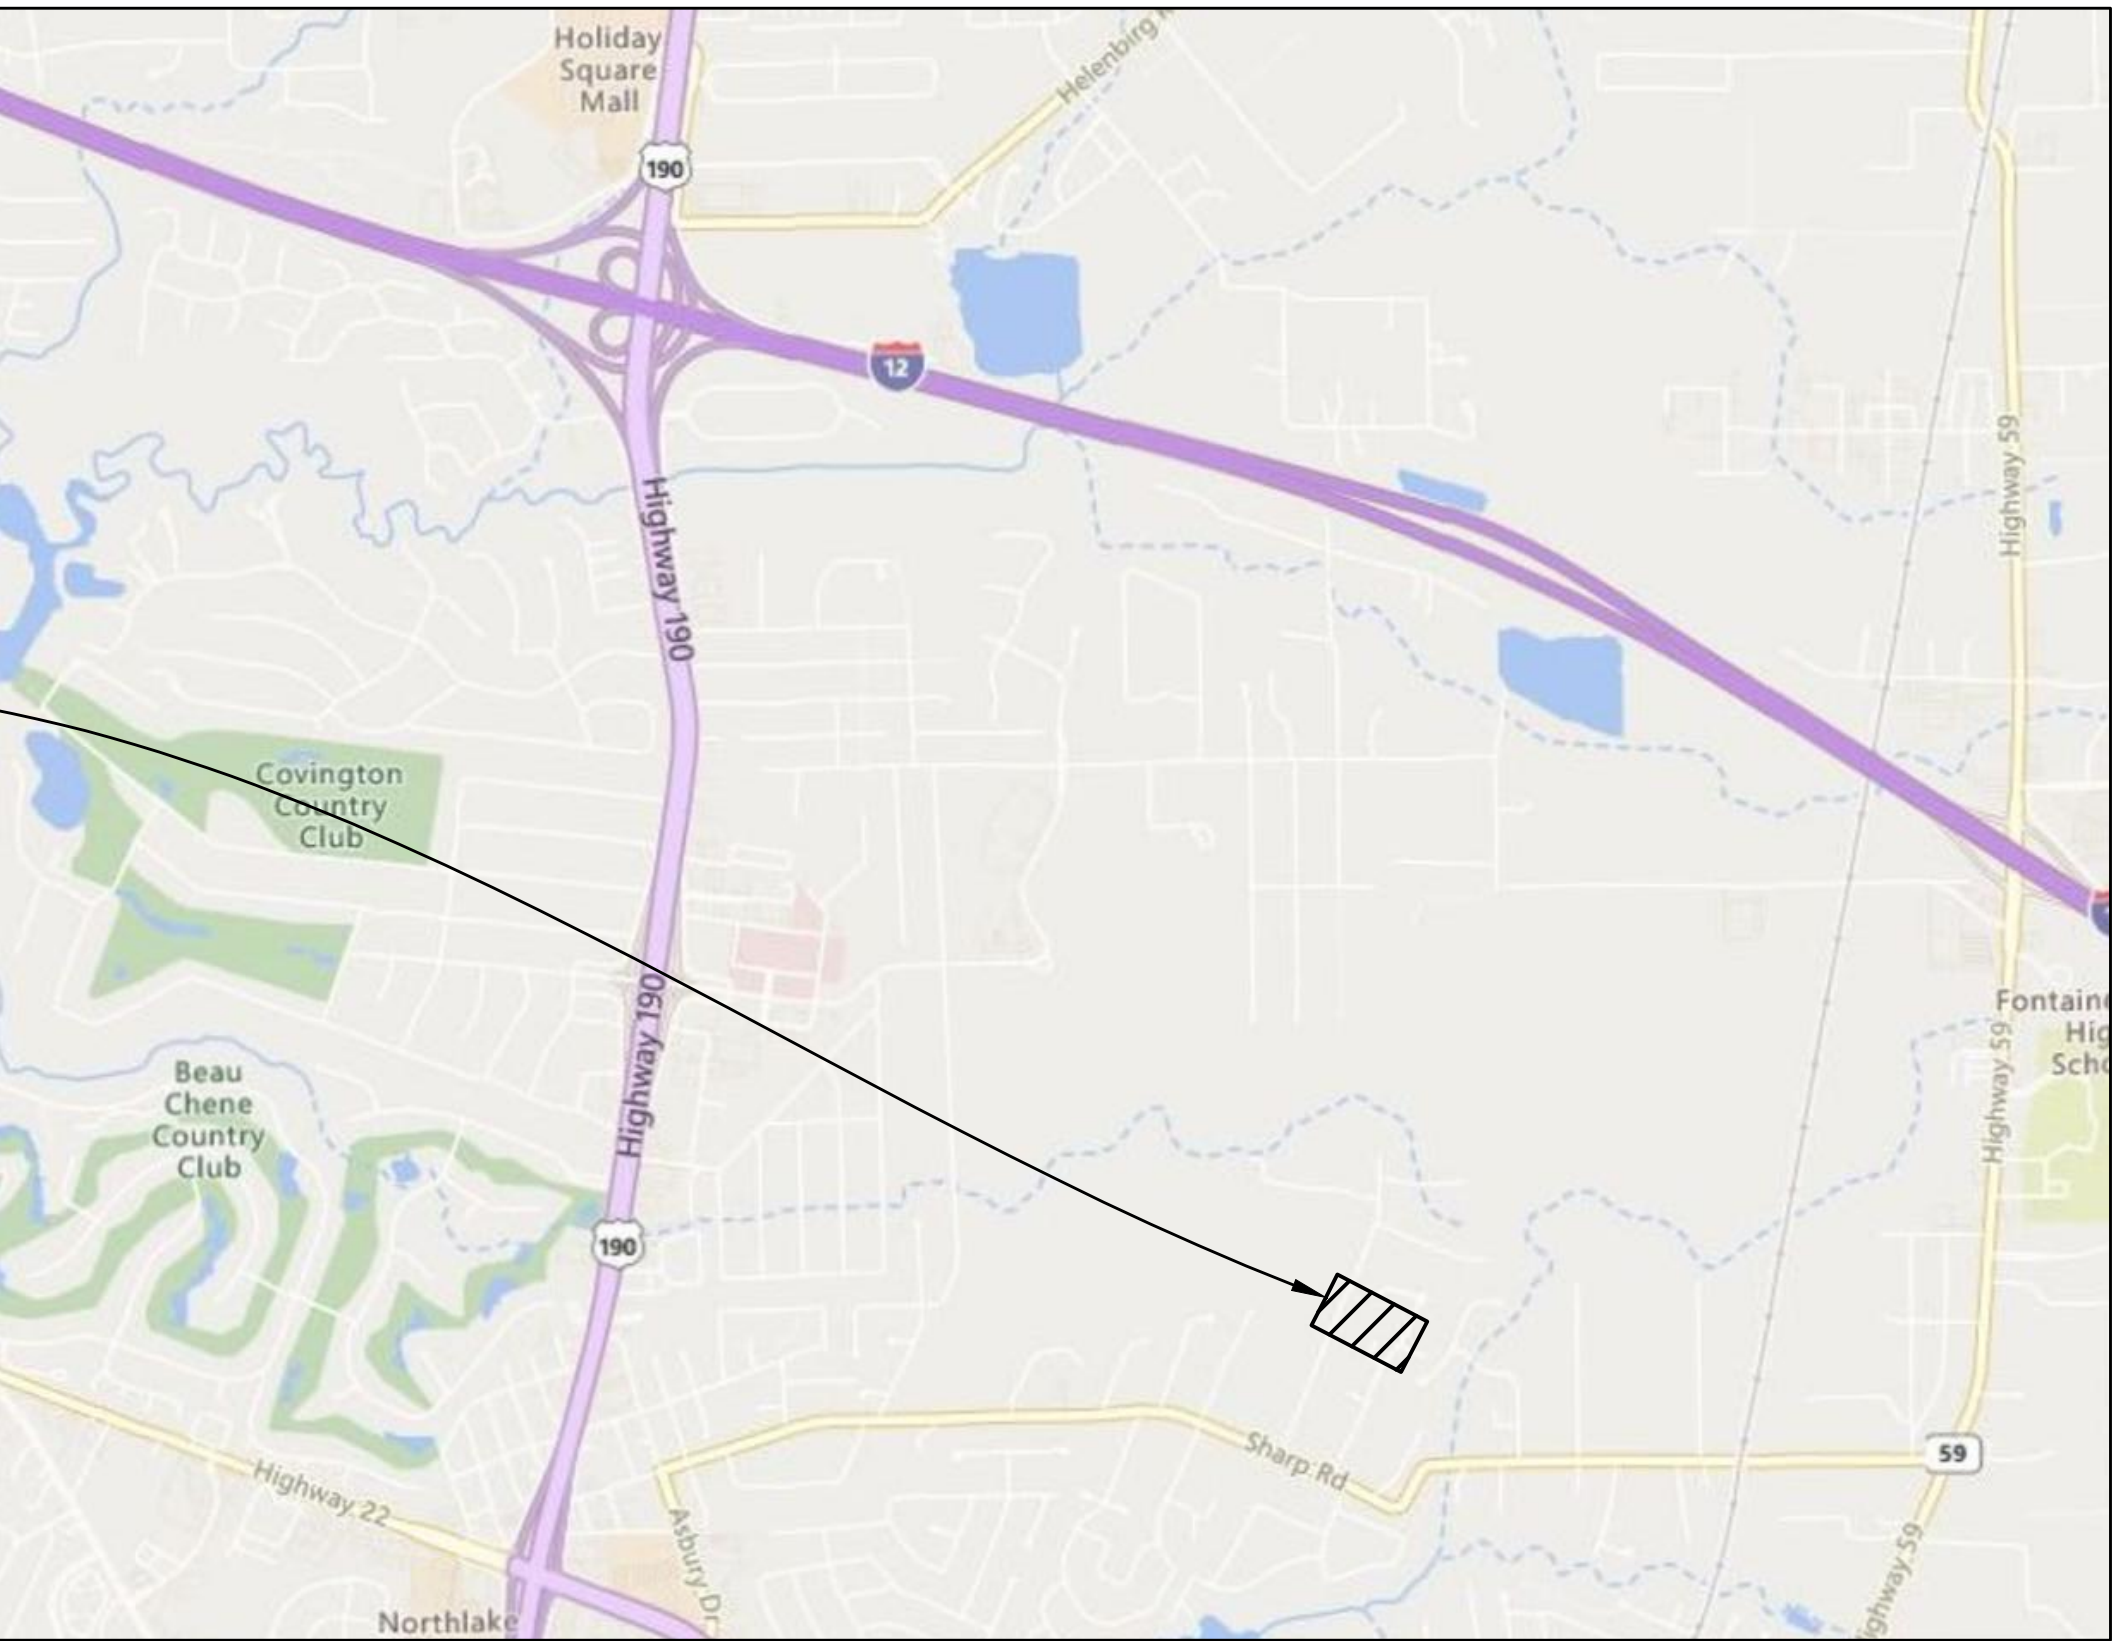 Holiday
Square
Mall
Helenbirg
190
12
Highway 59
Highway 190
Covington
Country
Club
Highway 190
Fontaine
Hig
Scho
Highway 59
Beau
Chene
Country
Club
190
Sharp Rd
59
Highway 22
Asbury Dr
Highway 59
Northlake